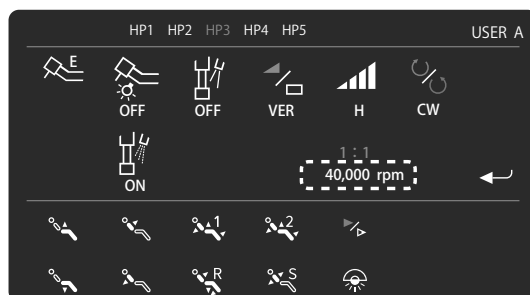 HP1 HP2 HP3 HP4 HP5 USER A
E
OFF OFF VER H CW
1:1
ON 40,000 rpm
1 2
R S